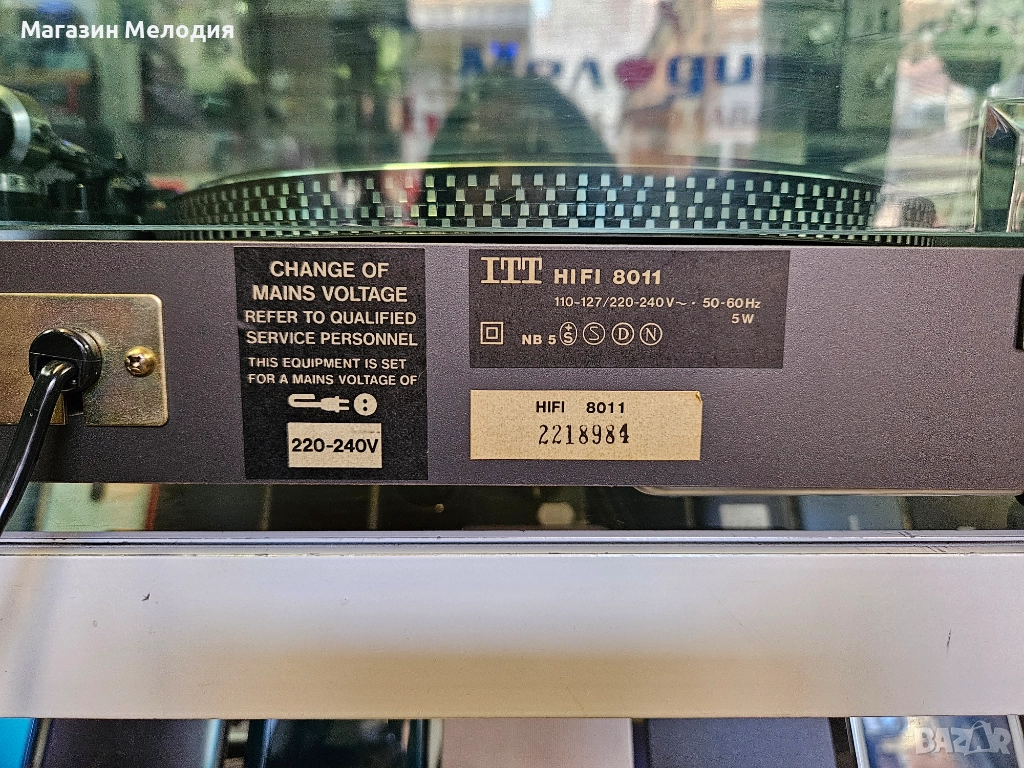 Магазин Мелодия
CHANGE OF
MAINS VOLTAGE
REFER TO QUALIFIED
SERVICE PERSONNEL
THIS EQUIPMENT IS SET
FOR A MAINS VOLTAGE OF
220-240V
ITT HIFI 8011
110-127/220-240V~ · 50-60Hz
5W
NB 5 S S D N
HIFI 8011
2218984
BAZAR